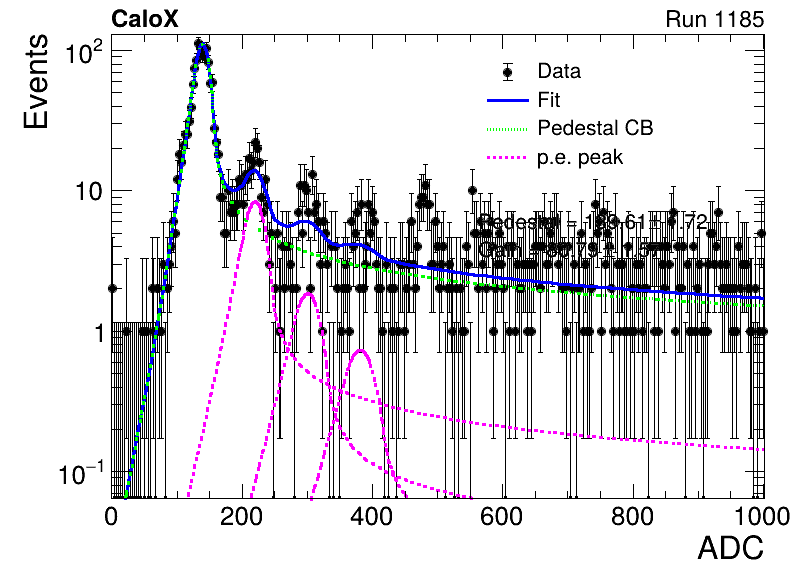 CaloX Run 1185
Events
Data
Fit
Pedestal CB
p.e. peak
10²
10
1
10⁻¹
0 200 400 600 800 1000
ADC